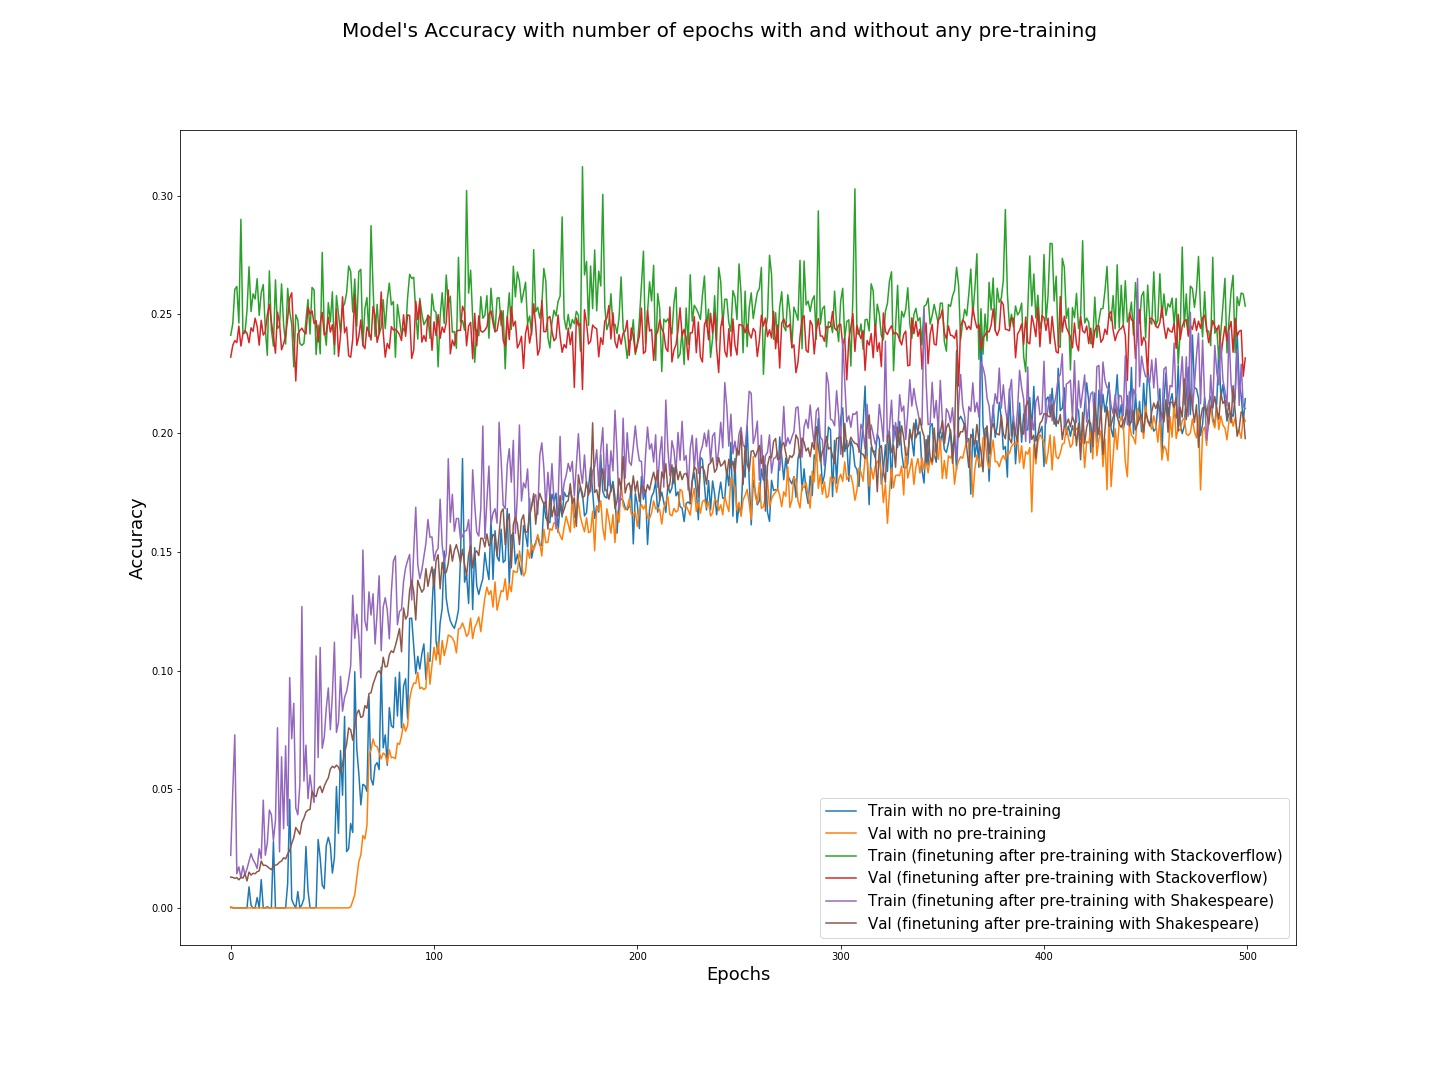 Model's Accuracy with number of epochs with and without any pre-training
0.30
0.25
0.20
0.15
0.10
0.05
0.00
Accuracy
0 100 200 300 400 500
Epochs
Train with no pre-training
Val with no pre-training
Train (finetuning after pre-training with Stackoverflow)
Val (finetuning after pre-training with Stackoverflow)
Train (finetuning after pre-training with Shakespeare)
Val (finetuning after pre-training with Shakespeare)